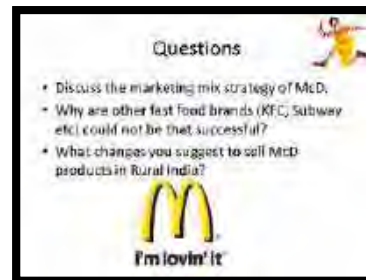 Questions
• Discuss the marketing mix strategy of McD.
• Why are other fast food brands (KFC, Subway
etc) could not be that successful?
• What changes you suggest to sell McD
products in Rural India?
i'm lovin' it